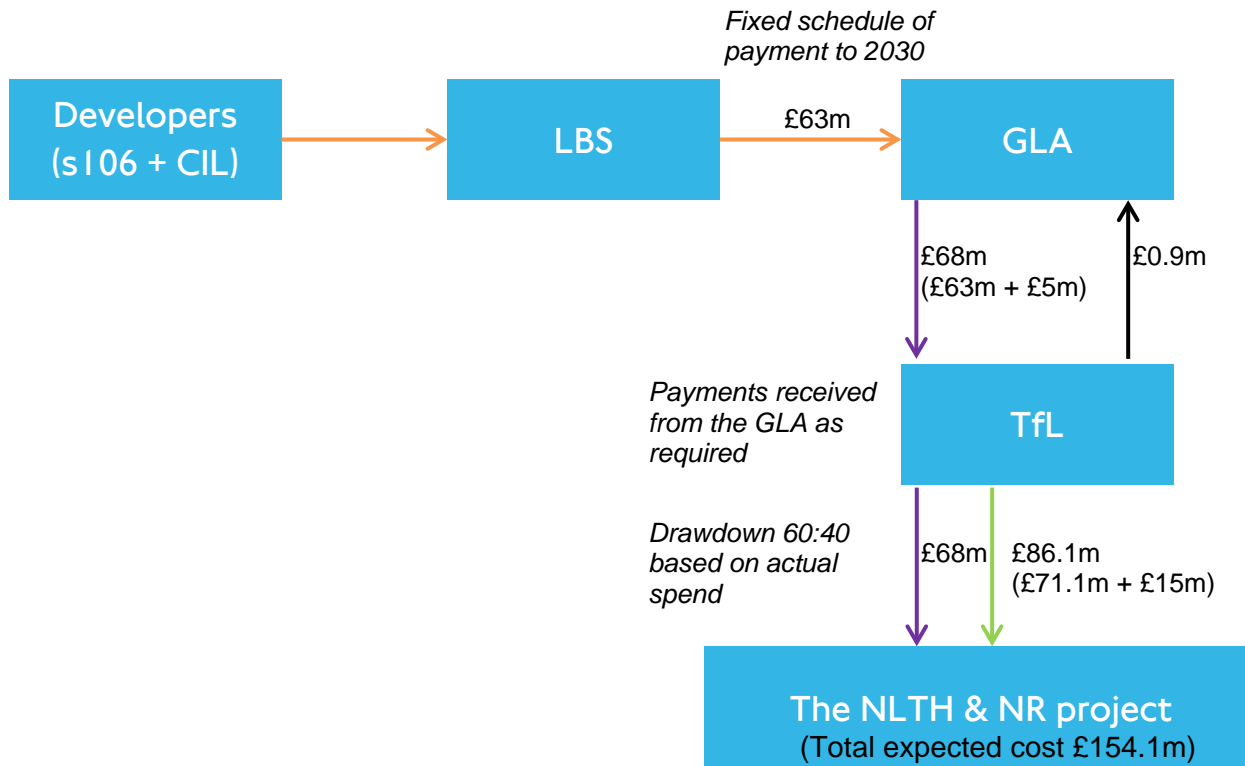 Fixed schedule of
payment to 2030
Developers
(s106 + CIL)
LBS
£63m
GLA
£68m
(£63m + £5m)
£0.9m
Payments received
from the GLA as
required
TfL
Drawdown 60:40
based on actual
spend
£68m
£86.1m
(£71.1m + £15m)
The NLTH & NR project
(Total expected cost £154.1m)